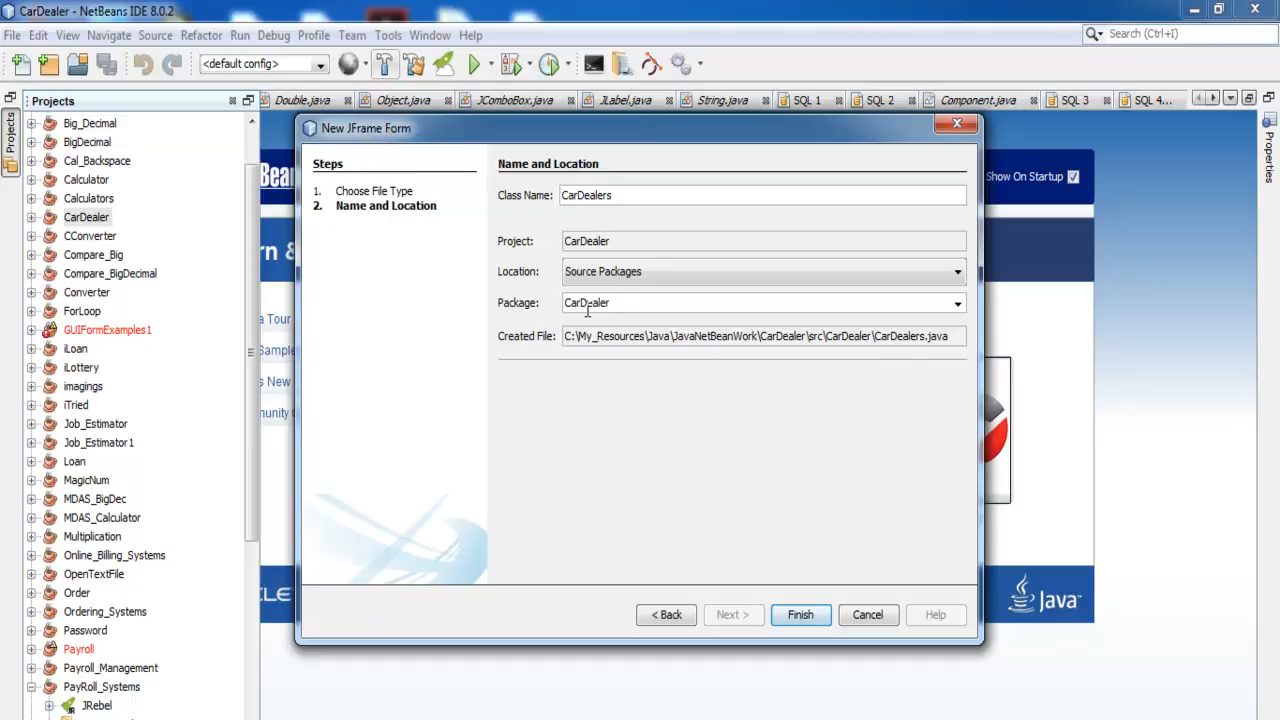 CarDealer - NetBeans IDE 8.0.2
File Edit View Navigate Source Refactor Run Debug Profile Team Tools Window Help
Search (Ctrl+I)
<default config>
Projects
Double.java
Object.java
JComboBox.java
JLabel.java
String.java
SQL 1
SQL 2
Component.java
SQL 3
SQL 4...
Projects
Properties
Big_Decimal
BigDecimal
Cal_Backspace
Calculator
Calculators
CarDealer
CConverter
Compare_Big
Compare_BigDecimal
Converter
ForLoop
GUIFormExamples1
iLoan
iLottery
imagings
iTried
Job_Estimator
Job_Estimator1
Loan
MagicNum
MDAS_BigDec
MDAS_Calculator
Multiplication
Online_Billing_Systems
OpenTextFile
Order
Ordering_Systems
Password
Payroll
Payroll_Management
PayRoll_Systems
JRebel
New JFrame Form
Steps
1. Choose File Type
2. Name and Location
Name and Location
Class Name: CarDealers
Project: CarDealer
Location: Source Packages
Package: CarDealer
Created File: C:\My_Resources\Java\JavaNetBeanWork\CarDealer\src\CarDealer\CarDealers.java
< Back
Next >
Finish
Cancel
Help
Show On Startup
Java